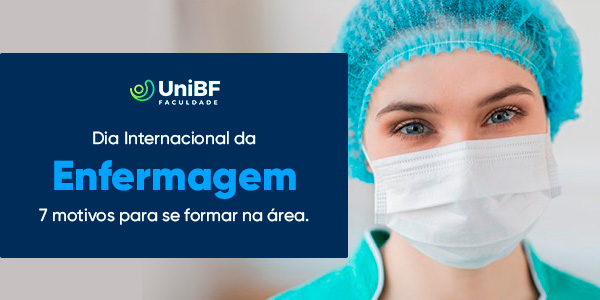 UniBF
FACULDADE
Dia Internacional da
Enfermagem
7 motivos para se formar na área.